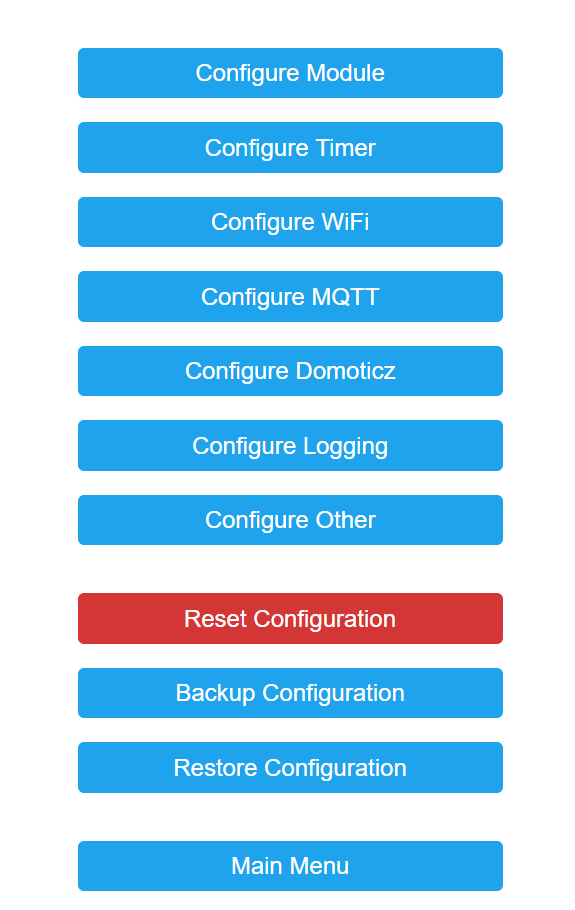 Configure Module
Configure Timer
Configure WiFi
Configure MQTT
Configure Domoticz
Configure Logging
Configure Other
Reset Configuration
Backup Configuration
Restore Configuration
Main Menu